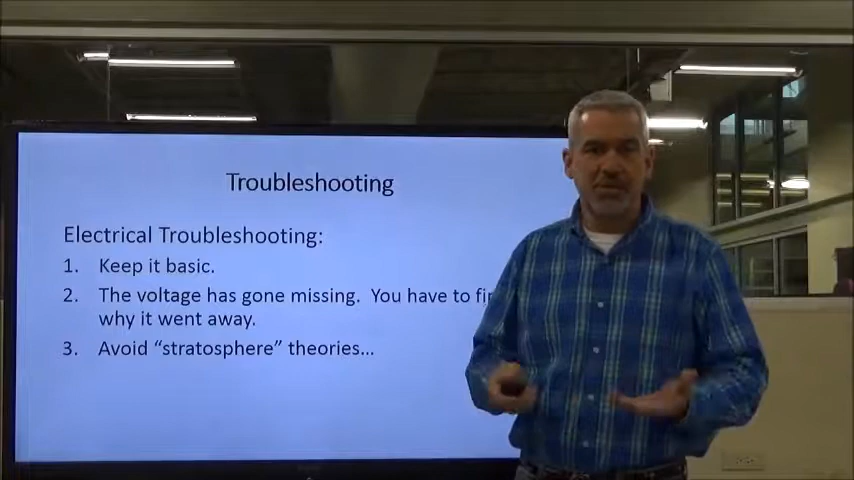 Troubleshooting
Electrical Troubleshooting:
1. Keep it basic.
2. The voltage has gone missing. You have to
why it went away.
3. Avoid “stratosphere” theories...